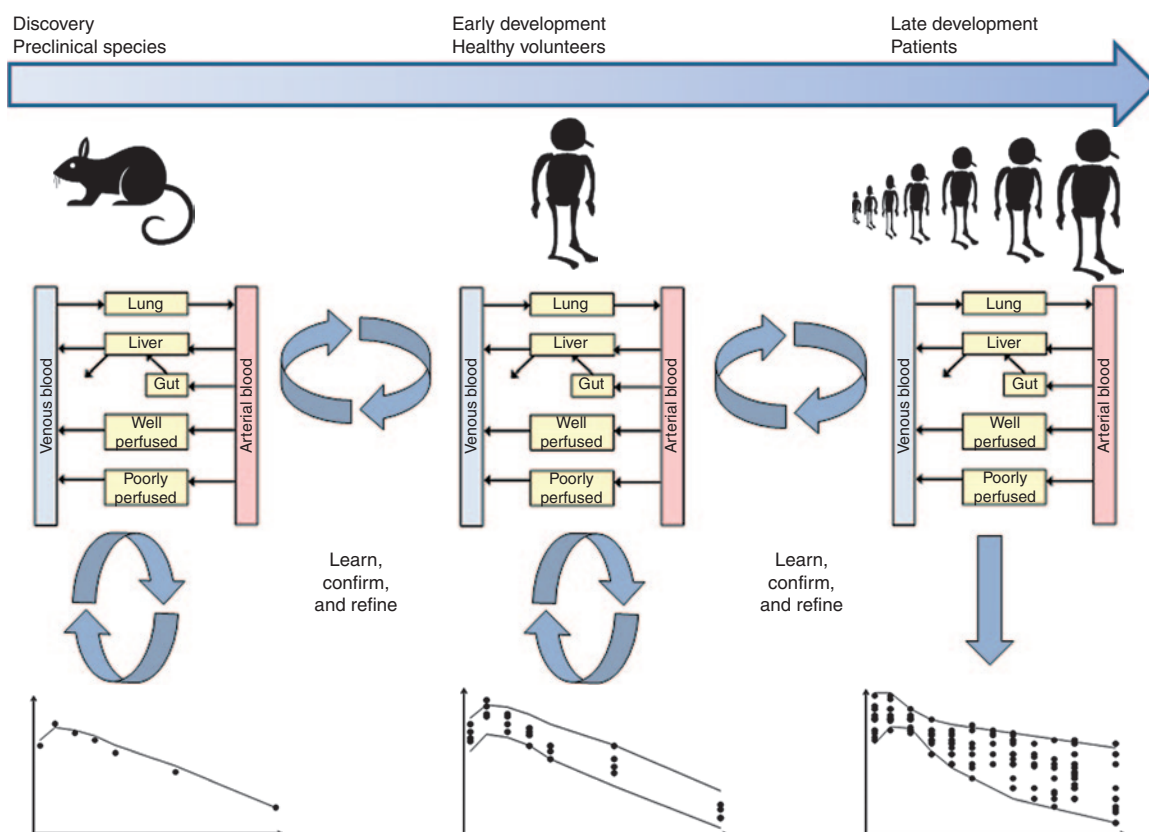 Discovery
Preclinical species
Early development
Healthy volunteers
Late development
Patients
Venous blood
Lung
Liver
Gut
Well
perfused
Poorly
perfused
Arterial blood
Venous blood
Lung
Liver
Gut
Well
perfused
Poorly
perfused
Arterial blood
Venous blood
Lung
Liver
Gut
Well
perfused
Poorly
perfused
Arterial blood
Learn,
confirm,
and refine
Learn,
confirm,
and refine